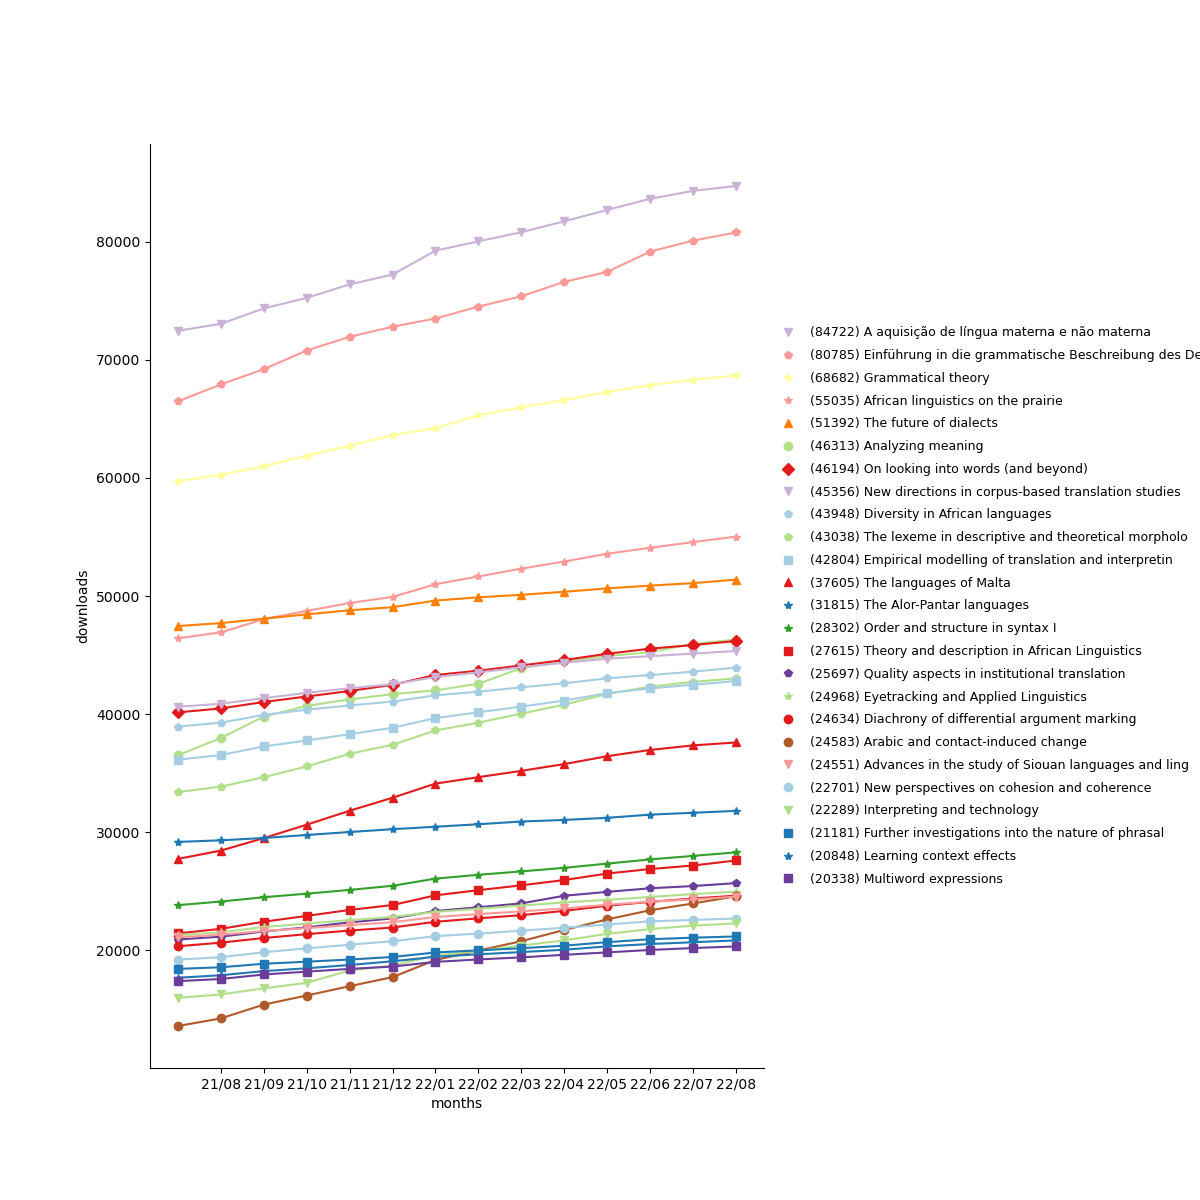 80000
70000
60000
50000
40000
30000
20000
downloads
21/08 21/09 21/10 21/11 21/12 22/01 22/02 22/03 22/04 22/05 22/06 22/07 22/08
months
(84722) A aquisição de língua materna e não materna
(80785) Einführung in die grammatische Beschreibung des De
(68682) Grammatical theory
(55035) African linguistics on the prairie
(51392) The future of dialects
(46313) Analyzing meaning
(46194) On looking into words (and beyond)
(45356) New directions in corpus-based translation studies
(43948) Diversity in African languages
(43038) The lexeme in descriptive and theoretical morpholo
(42804) Empirical modelling of translation and interpretin
(37605) The languages of Malta
(31815) The Alor-Pantar languages
(28302) Order and structure in syntax I
(27615) Theory and description in African Linguistics
(25697) Quality aspects in institutional translation
(24968) Eyetracking and Applied Linguistics
(24634) Diachrony of differential argument marking
(24583) Arabic and contact-induced change
(24551) Advances in the study of Siouan languages and ling
(22701) New perspectives on cohesion and coherence
(22289) Interpreting and technology
(21181) Further investigations into the nature of phrasal
(20848) Learning context effects
(20338) Multiword expressions